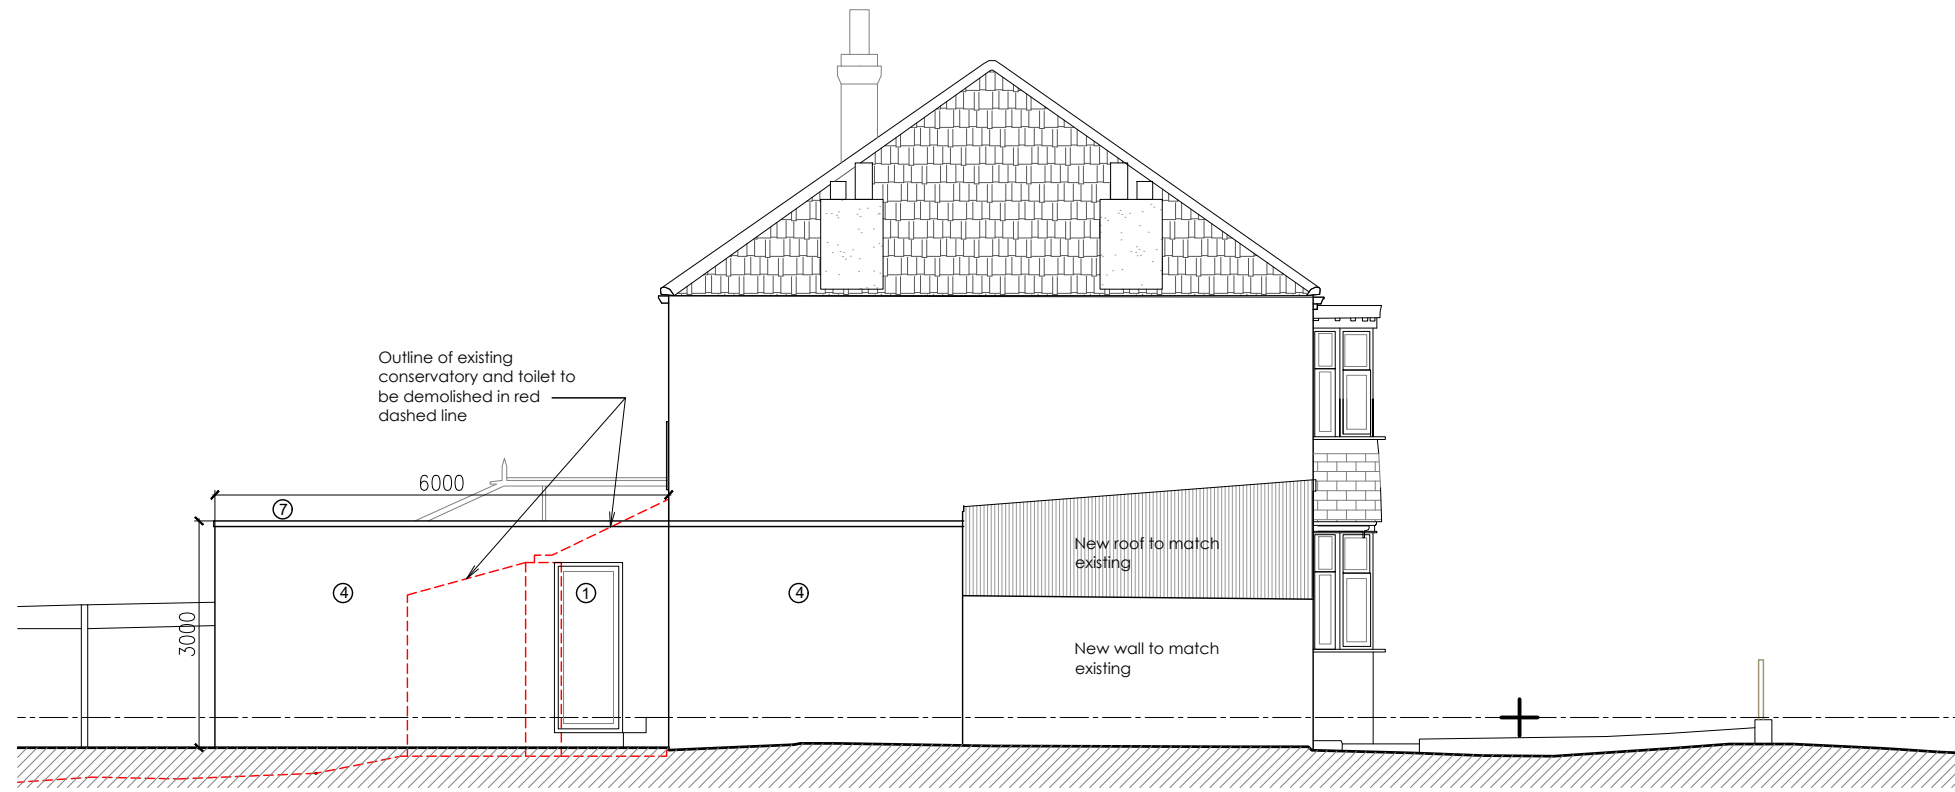 Outline of existing
conservatory and toilet to
be demolished in red
dashed line
6000
7
3000
4
1
4
New roof to match
existing
New wall to match
existing